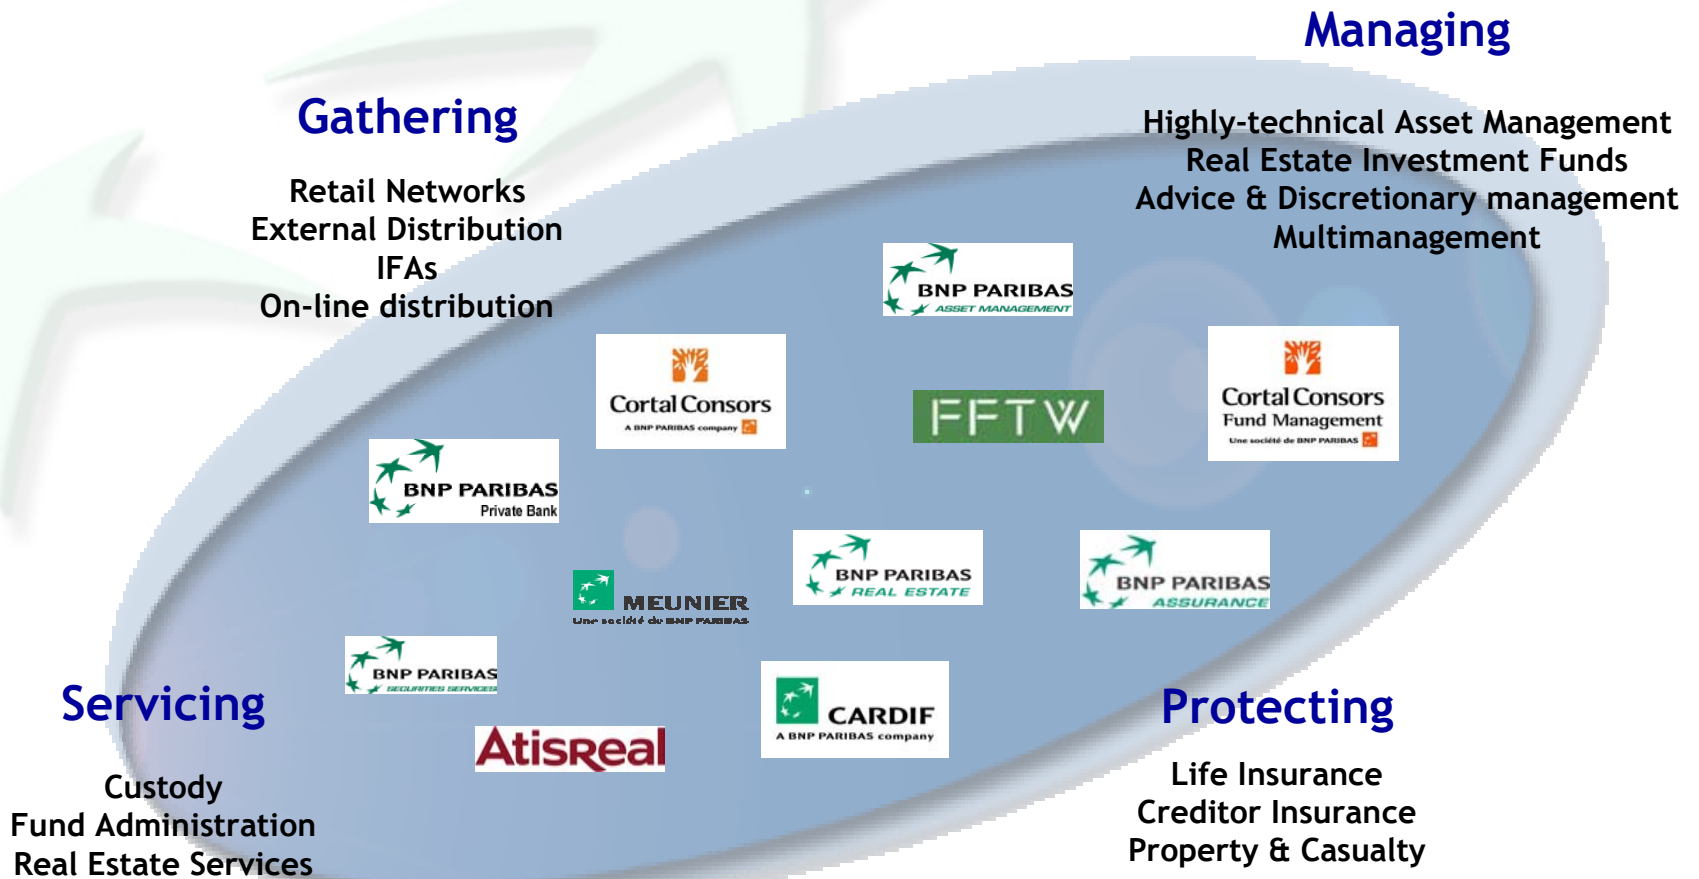 Managing
Highly-technical Asset Management
Real Estate Investment Funds
Advice & Discretionary management
Multimanagement
Gathering
Retail Networks
External Distribution
IFAs
On-line distribution
BNP PARIBAS
ASSET MANAGEMENT
Cortal Consors
A BNP PARIBAS company
FFTW
Cortal Consors
Fund Management
Une société de BNP PARIBAS
BNP PARIBAS
Private Bank
BNP PARIBAS
REAL ESTATE
BNP PARIBAS
ASSURANCE
MEUNIER
Une société de BNP PARIBAS
BNP PARIBAS
SECURITIES SERVICES
CARDIF
A BNP PARIBAS company
AtisReal
Servicing
Custody
Fund Administration
Real Estate Services
Protecting
Life Insurance
Creditor Insurance
Property & Casualty